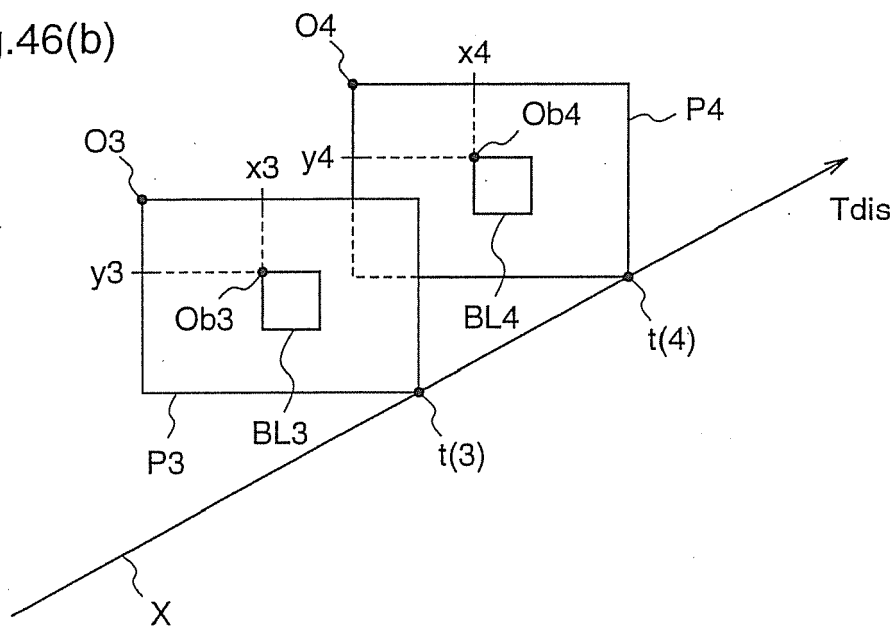 g.46(b)
O4
x4
Ob4
P4
O3
x3
y4
Tdis
y3
Ob3
BL4
t(4)
BL3
t(3)
P3
X